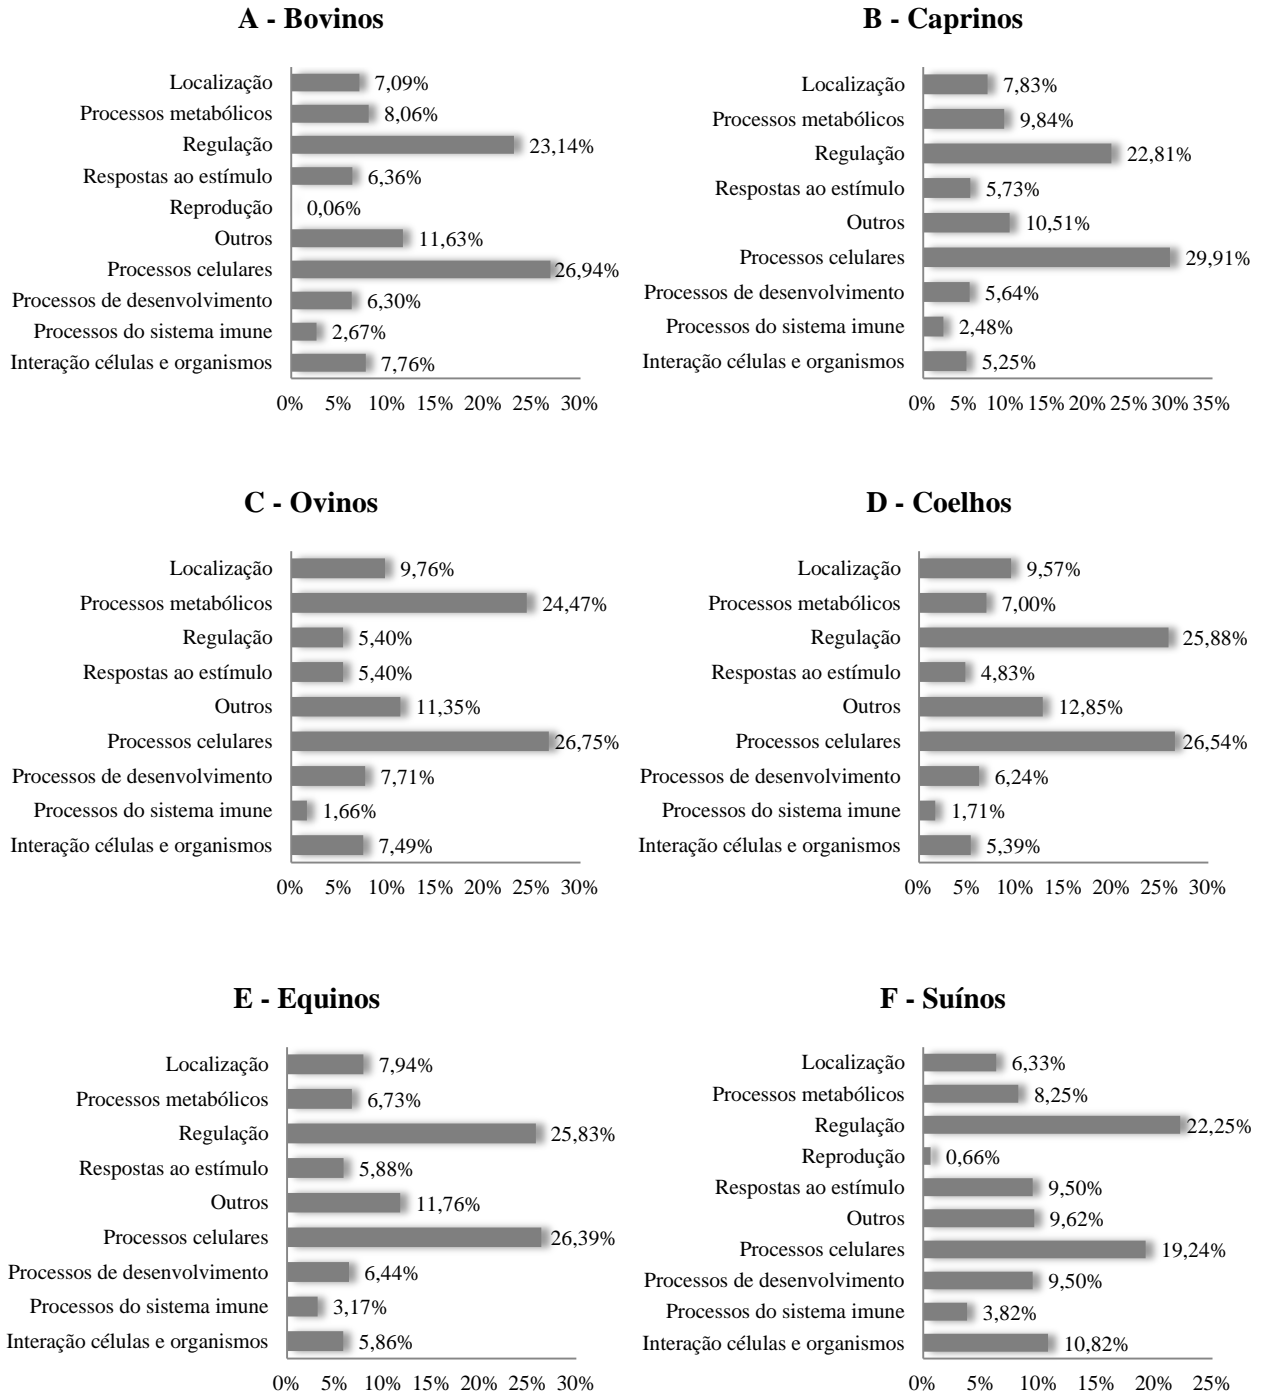 A - Bovinos
Localização 7,09%
Processos metabólicos 8,06%
Regulação 23,14%
Respostas ao estímulo 6,36%
Reprodução 0,06%
Outros 11,63%
Processos celulares 26,94%
Processos de desenvolvimento 6,30%
Processos do sistema imune 2,67%
Interação células e organismos 7,76%
0% 5% 10% 15% 20% 25% 30%
B - Caprinos
Localização 7,83%
Processos metabólicos 9,84%
Regulação 22,81%
Respostas ao estímulo 5,73%
Outros 10,51%
Processos celulares 29,91%
Processos de desenvolvimento 5,64%
Processos do sistema imune 2,48%
Interação células e organismos 5,25%
0% 5% 10% 15% 20% 25% 30% 35%
C - Ovinos
Localização 9,76%
Processos metabólicos 24,47%
Regulação 5,40%
Respostas ao estímulo 5,40%
Outros 11,35%
Processos celulares 26,75%
Processos de desenvolvimento 7,71%
Processos do sistema imune 1,66%
Interação células e organismos 7,49%
0% 5% 10% 15% 20% 25% 30%
D - Coelhos
Localização 9,57%
Processos metabólicos 7,00%
Regulação 25,88%
Respostas ao estímulo 4,83%
Outros 12,85%
Processos celulares 26,54%
Processos de desenvolvimento 6,24%
Processos do sistema imune 1,71%
Interação células e organismos 5,39%
0% 5% 10% 15% 20% 25% 30%
E - Equinos
Localização 7,94%
Processos metabólicos 6,73%
Regulação 25,83%
Respostas ao estímulo 5,88%
Outros 11,76%
Processos celulares 26,39%
Processos de desenvolvimento 6,44%
Processos do sistema imune 3,17%
Interação células e organismos 5,86%
0% 5% 10% 15% 20% 25% 30%
F - Suínos
Localização 6,33%
Processos metabólicos 8,25%
Regulação 22,25%
Reprodução 0,66%
Respostas ao estímulo 9,50%
Outros 9,62%
Processos celulares 19,24%
Processos de desenvolvimento 9,50%
Processos do sistema imune 3,82%
Interação células e organismos 10,82%
0% 5% 10% 15% 20% 25%